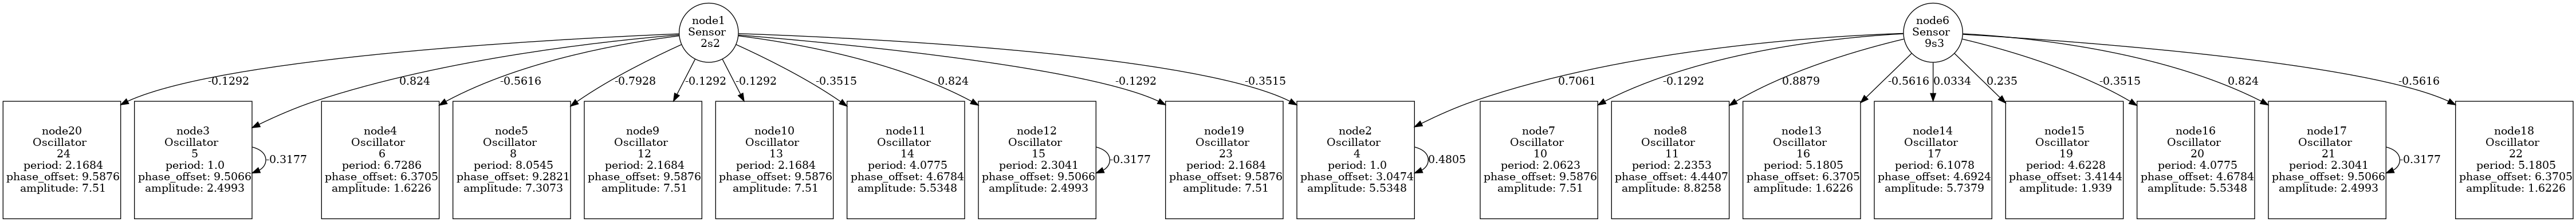 node1
Sensor
2s2
node6
Sensor
9s3
-0.1292
0.824
-0.5616
-0.7928
-0.1292
-0.1292
-0.3515
0.824
-0.1292
-0.3515
0.7061
-0.1292
0.8879
-0.5616
0.0334
0.235
-0.3515
0.824
-0.5616
node20
Oscillator
24
period: 2.1684
phase_offset: 9.5876
amplitude: 7.51
node3
Oscillator
5
period: 1.0
phase_offset: 9.5066
amplitude: 2.4993
-0.3177
node4
Oscillator
6
period: 6.7286
phase_offset: 6.3705
amplitude: 1.6226
node5
Oscillator
8
period: 8.0545
phase_offset: 9.2821
amplitude: 7.3073
node9
Oscillator
12
period: 2.1684
phase_offset: 9.5876
amplitude: 7.51
node10
Oscillator
13
period: 2.1684
phase_offset: 9.5876
amplitude: 7.51
node11
Oscillator
14
period: 4.0775
phase_offset: 4.6784
amplitude: 5.5348
node12
Oscillator
15
period: 2.3041
phase_offset: 9.5066
amplitude: 2.4993
-0.3177
node19
Oscillator
23
period: 2.1684
phase_offset: 9.5876
amplitude: 7.51
node2
Oscillator
4
period: 1.0
phase_offset: 3.0474
amplitude: 5.5348
0.4805
node7
Oscillator
10
period: 2.0623
phase_offset: 9.5876
amplitude: 7.51
node8
Oscillator
11
period: 2.2353
phase_offset: 4.4407
amplitude: 8.8258
node13
Oscillator
16
period: 5.1805
phase_offset: 6.3705
amplitude: 1.6226
node14
Oscillator
17
period: 6.1078
phase_offset: 4.6924
amplitude: 5.7379
node15
Oscillator
19
period: 4.6228
phase_offset: 3.4144
amplitude: 1.939
node16
Oscillator
20
period: 4.0775
phase_offset: 4.6784
amplitude: 5.5348
node17
Oscillator
21
period: 2.3041
phase_offset: 9.5066
amplitude: 2.4993
-0.3177
node18
Oscillator
22
period: 5.1805
phase_offset: 6.3705
amplitude: 1.6226